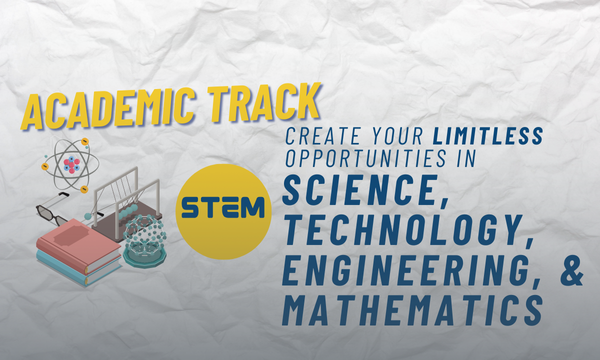 ACADEMIC TRACK
STEM
CREATE YOUR LIMITLESS
OPPORTUNITIES IN
SCIENCE,
TECHNOLOGY,
ENGINEERING, &
MATHEMATICS